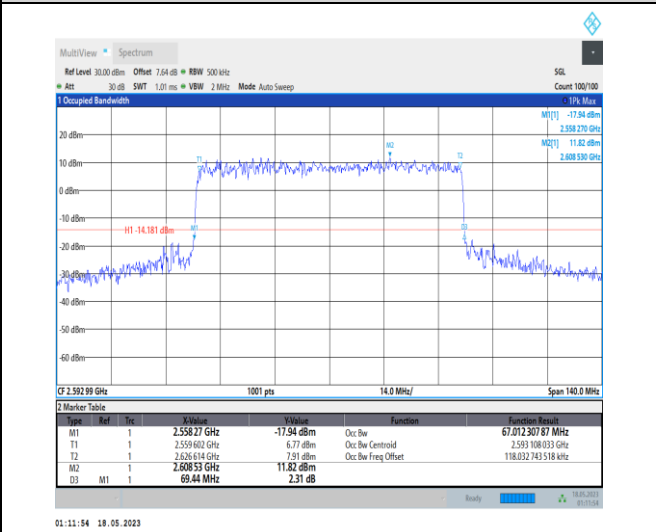 MultiView Spectrum
Ref Level 30.00 dBm Offset 7.64 dB RBW 500 kHz SGL
Att 30 dB SWT 1.01 ms VBW 2 MHz Mode Auto Sweep Count 100/100
1 Occupied Bandwidth 1Pk Max
M1[1] -17.94 dBm
2.558 270 GHz
M2[1] 11.82 dBm
2.608 530 GHz
20 dBm
M2
T1 T2
10 dBm
0 dBm
-10 dBm
H1 -14.181 dBm M1 D3
-30 dBm
-40 dBm
-50 dBm
-60 dBm
CF 2.592 99 GHz 1001 pts 14.0 MHz/ Span 140.0 MHz
2 Marker Table
Type Ref Trc X-Value Y-Value Function Function Result
M1 1 2.558 27 GHz -17.94 dBm Occ Bw 67.012 307 87 MHz
T1 1 2.559 602 GHz 6.77 dBm Occ Bw Centroid 2.593 108 033 GHz
T2 1 2.626 614 GHz 7.91 dBm Occ Bw Freq Offset 118.032 743 518 kHz
M2 1 2.608 53 GHz 11.82 dBm
D3 M1 1 69.44 MHz 2.31 dB
Ready 18.05.2023
01:11:54
01:11:54 18.05.2023